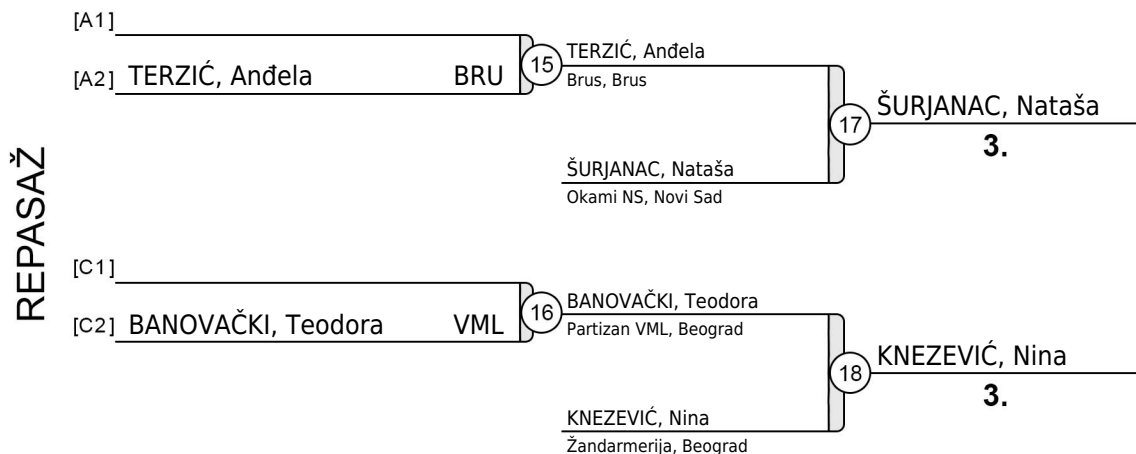 REPASAŽ
[A1]
[A2] TERZIĆ, Anđela BRU
15
TERZIĆ, Anđela
Brus, Brus
ŠURJANAC, Nataša
Okami NS, Novi Sad
17
ŠURJANAC, Nataša
3.
[C1]
[C2] BANOVAČKI, Teodora VML
16
BANOVAČKI, Teodora
Partizan VML, Beograd
KNEZEVIĆ, Nina
Žandarmerija, Beograd
18
KNEZEVIĆ, Nina
3.